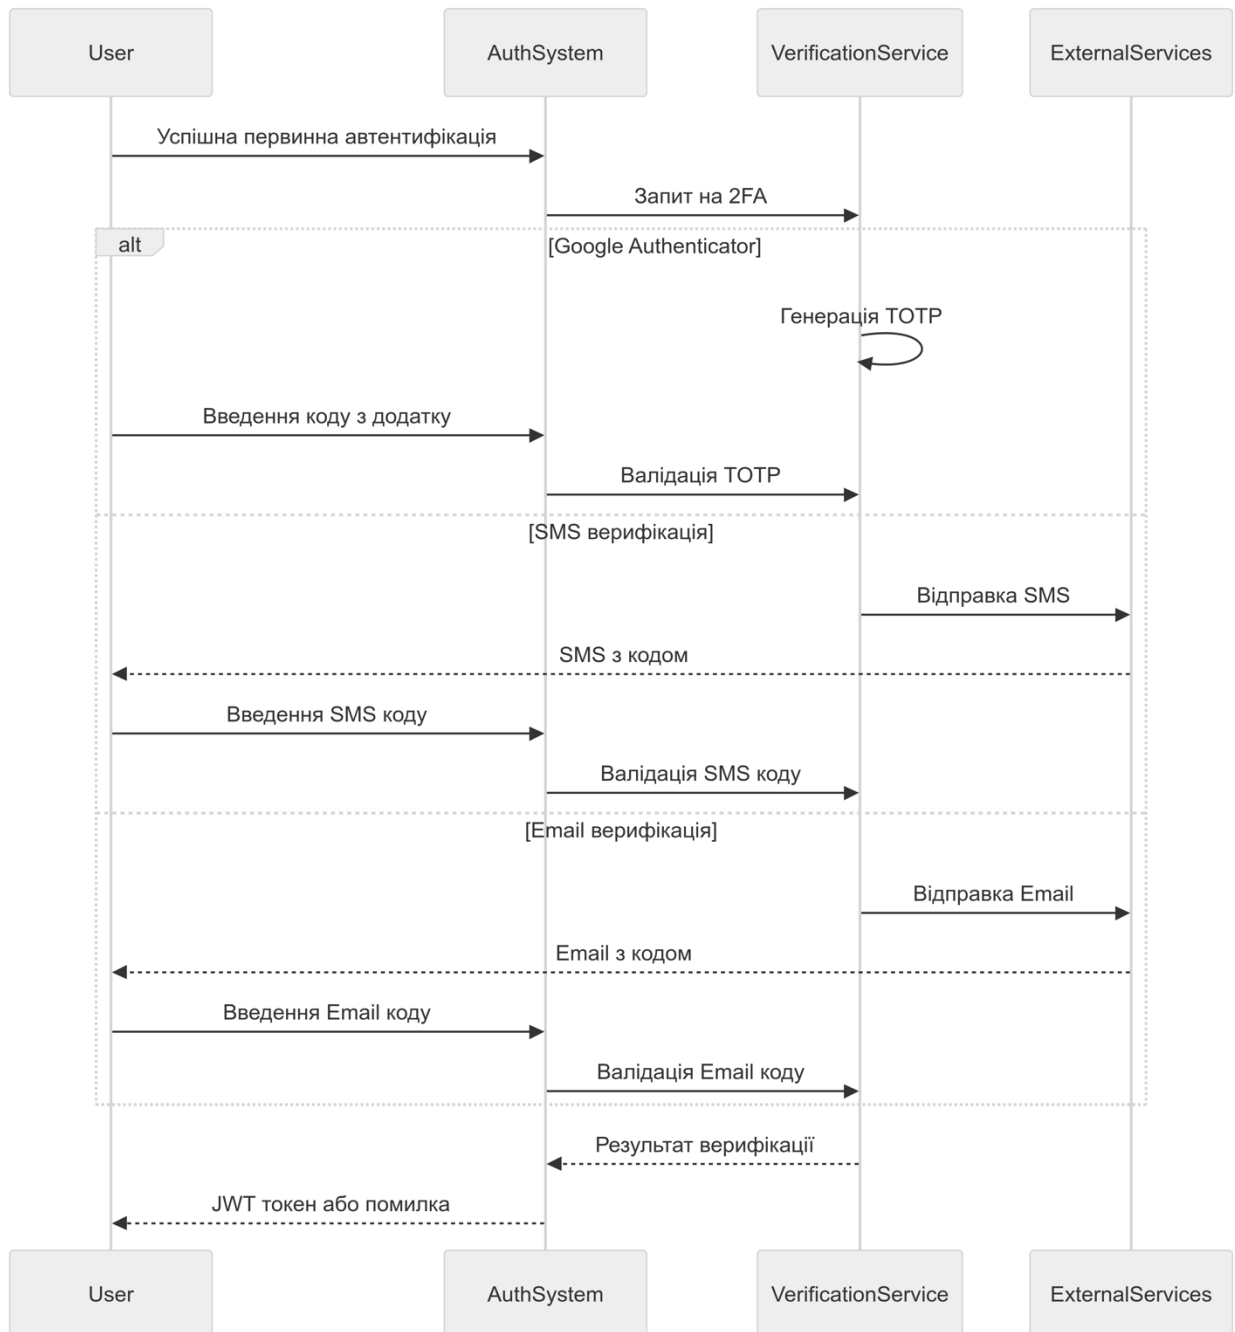 User
AuthSystem
VerificationService
ExternalServices
Успішна первинна автентифікація
Запит на 2FA
alt
[Google Authenticator]
Генерація TOTP
Введення коду з додатку
Валідація TOTP
[SMS верифікація]
Відправка SMS
SMS з кодом
Введення SMS коду
Валідація SMS коду
[Email верифікація]
Відправка Email
Email з кодом
Введення Email коду
Валідація Email коду
Результат верифікації
JWT токен або помилка
User
AuthSystem
VerificationService
ExternalServices